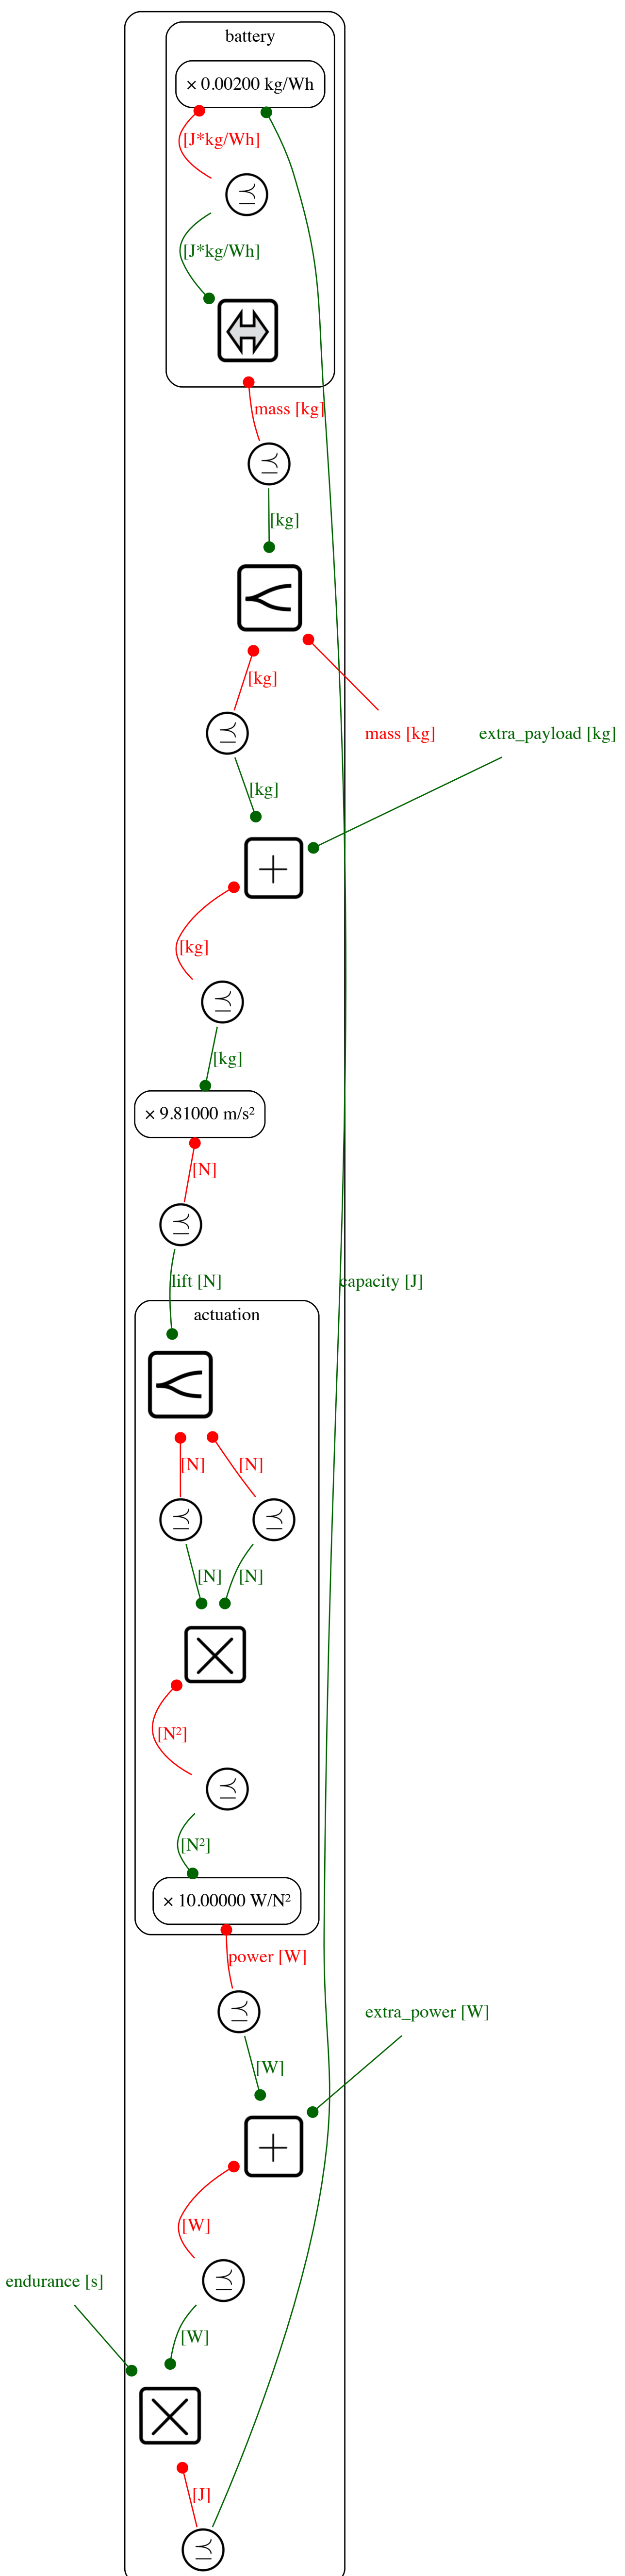 battery
× 0.00200 kg/Wh
[J*kg/Wh]
[J*kg/Wh]
mass [kg]
[kg]
[kg]
mass [kg]
extra_payload [kg]
[kg]
[kg]
[kg]
× 9.81000 m/s²
[N]
lift [N]
capacity [J]
actuation
[N]
[N]
[N]
[N]
[N²]
[N²]
× 10.00000 W/N²
power [W]
extra_power [W]
[W]
[W]
endurance [s]
[W]
[J]